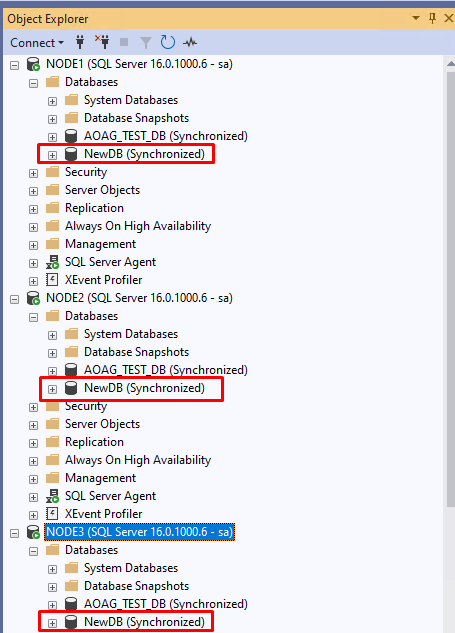 Object Explorer
Connect
NODE1 (SQL Server 16.0.1000.6 - sa)
Databases
System Databases
Database Snapshots
AOAG_TEST_DB (Synchronized)
NewDB (Synchronized)
Security
Server Objects
Replication
Always On High Availability
Management
SQL Server Agent
XEvent Profiler
NODE2 (SQL Server 16.0.1000.6 - sa)
Databases
System Databases
Database Snapshots
AOAG_TEST_DB (Synchronized)
NewDB (Synchronized)
Security
Server Objects
Replication
Always On High Availability
Management
SQL Server Agent
XEvent Profiler
NODE3 (SQL Server 16.0.1000.6 - sa)
Databases
System Databases
Database Snapshots
AOAG_TEST_DB (Synchronized)
NewDB (Synchronized)